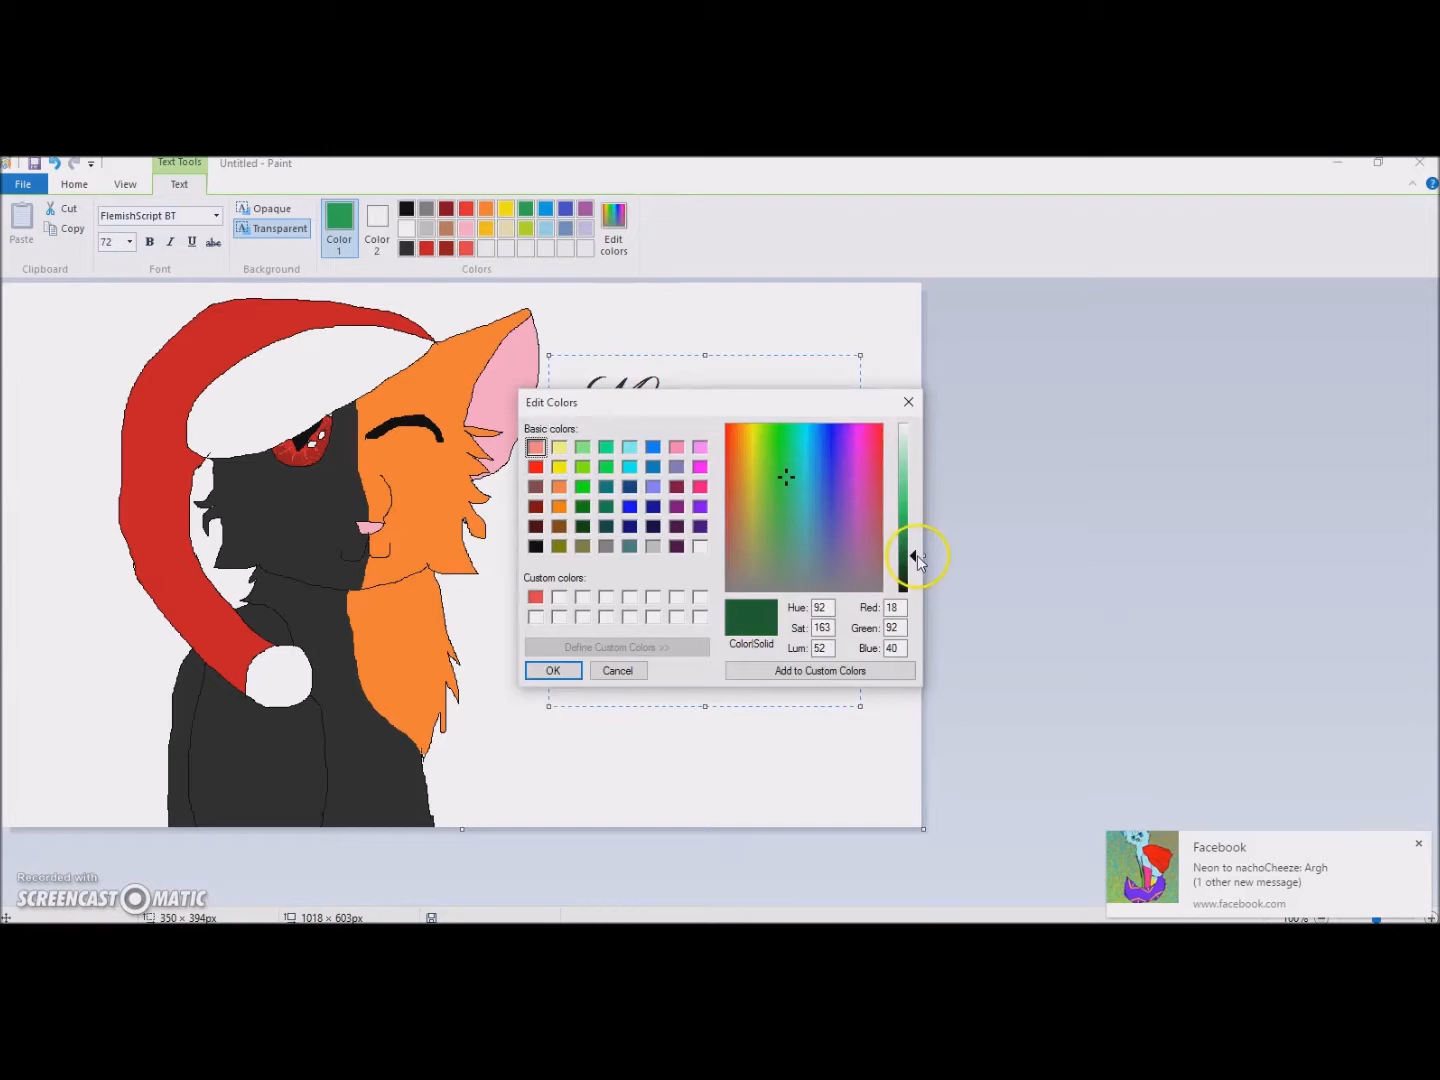 Text Tools
Untitled - Paint
File
Home
View
Text
Paste
Cut
Copy
Clipboard
FlemishScript BT
72
B I U abc
Font
Opaque
Transparent
Background
Color 1
Color 2
Edit colors
Colors
Edit Colors
Basic colors:
Custom colors:
Define Custom Colors >>
OK
Cancel
Color|Solid
Hue: 92
Sat: 163
Lum: 52
Red: 18
Green: 92
Blue: 40
Add to Custom Colors
Facebook
Neon to nachoCheeze: Argh
(1 other new message)
www.facebook.com
Recorded with
SCREENCAST-O-MATIC
350 × 394px
1018 × 603px
100%